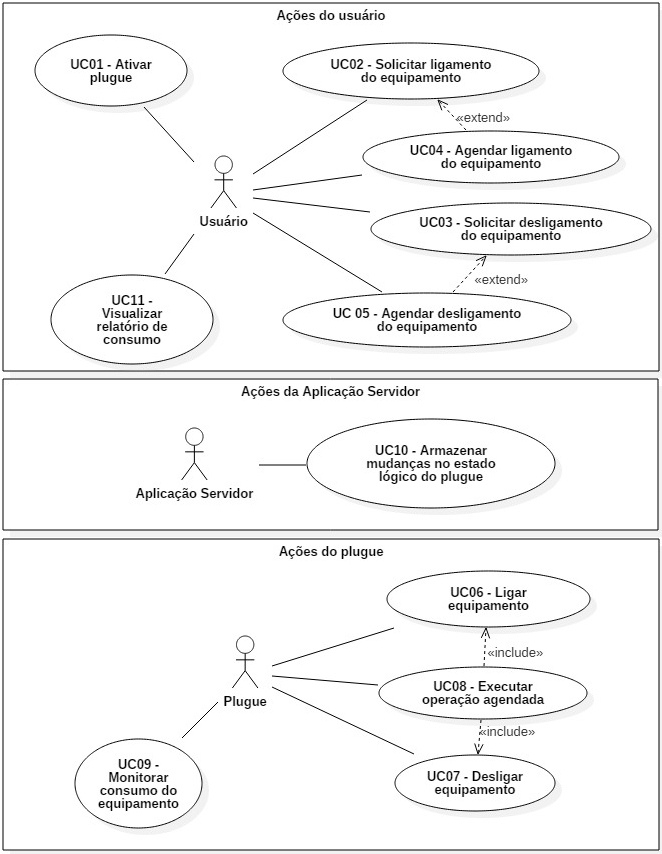 Ações do usuário
UC01 - Ativar
plugue
UC02 - Solicitar ligamento
do equipamento
«extend»
UC04 - Agendar ligamento
do equipamento
Usuário
UC03 - Solicitar desligamento
do equipamento
«extend»
UC11 -
Visualizar
relatório de
consumo
UC 05 - Agendar desligamento
do equipamento
Ações da Aplicação Servidor
Aplicação Servidor
UC10 - Armazenar
mudanças no estado
lógico do plugue
Ações do plugue
UC06 - Ligar
equipamento
«include»
Plugue
UC08 - Executar
operação agendada
«include»
UC09 -
Monitorar
consumo do
equipamento
UC07 - Desligar
equipamento